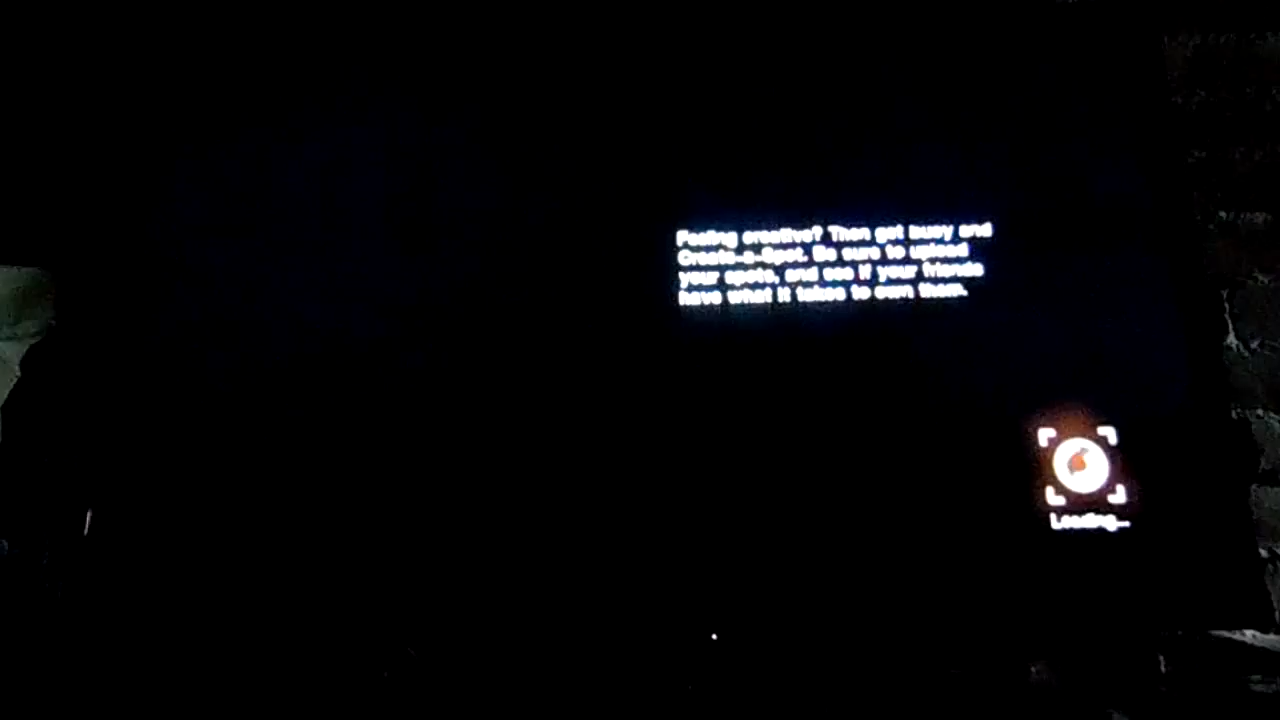 Feeling creative? Then get busy and
Create-a-Spot. Be sure to upload
your spots, and see if your friends
have what it takes to own them.
Loading...